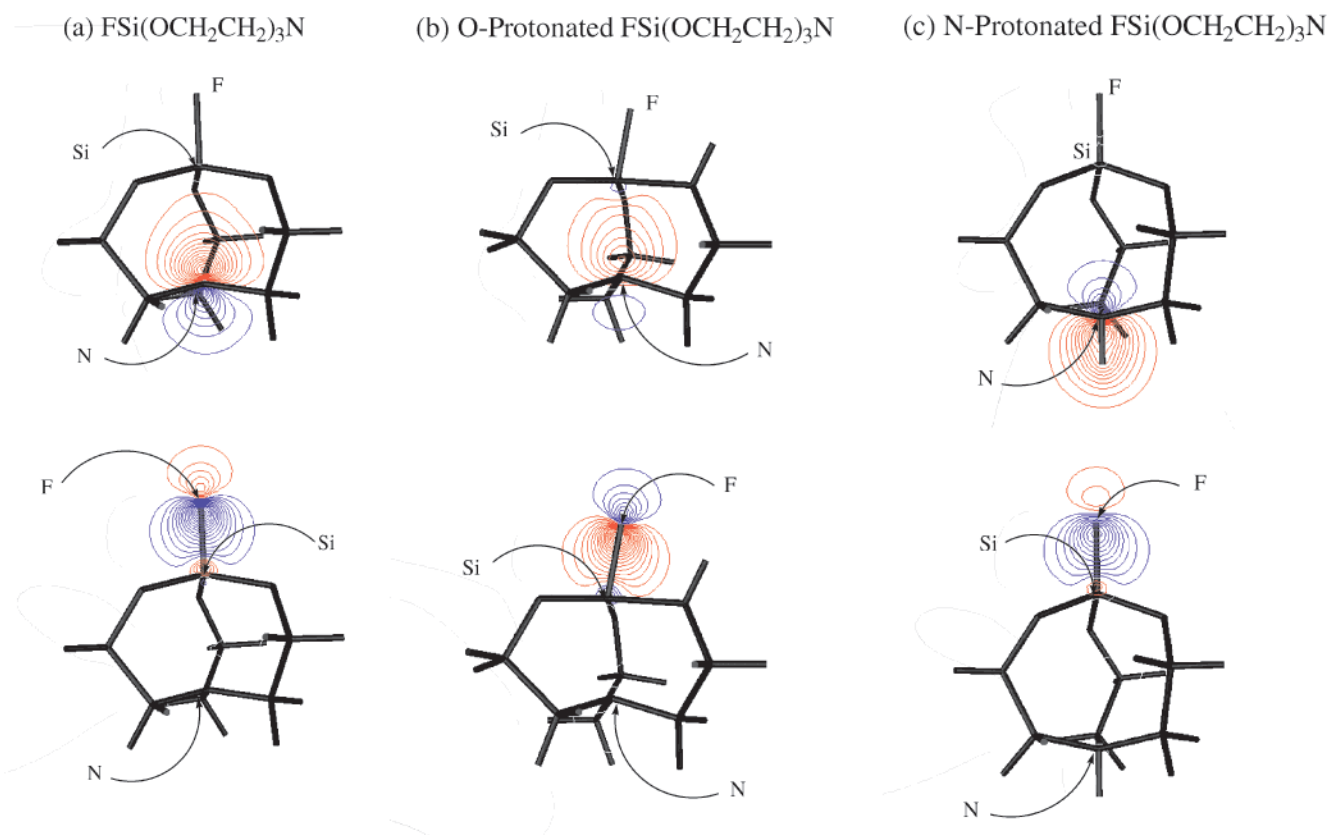 (a) FSi(OCH₂CH₂)₃N
(b) O-Protonated FSi(OCH₂CH₂)₃N
(c) N-Protonated FSi(OCH₂CH₂)₃N
F
Si
N
F
Si
N
F
Si
N
F
Si
N
F
Si
N
F
Si
N